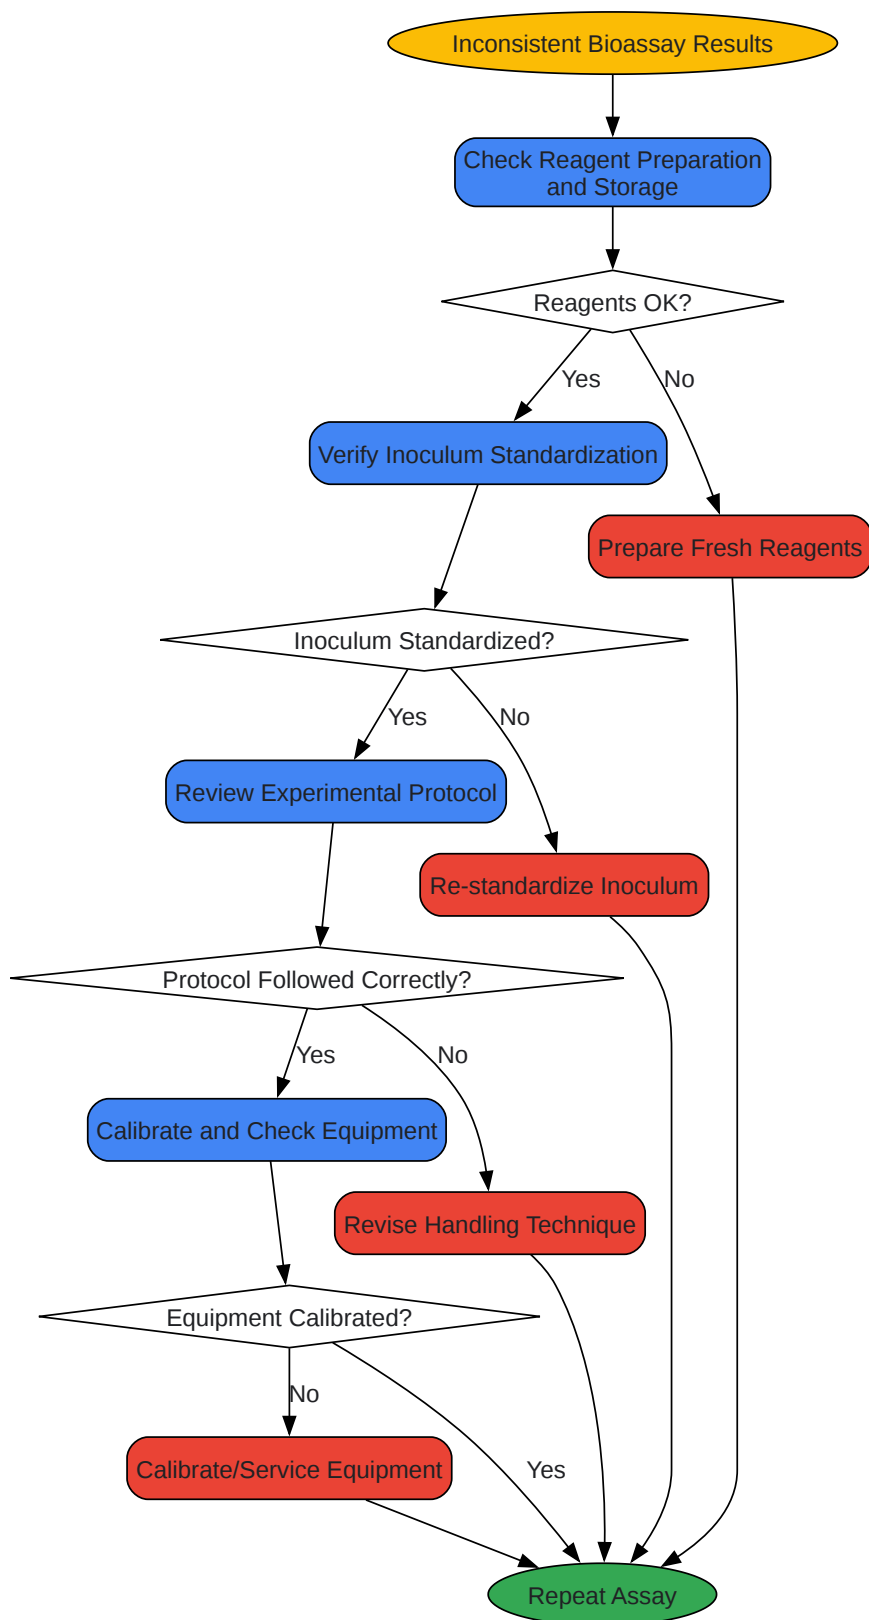 Inconsistent Bioassay Results
Check Reagent Preparation
and Storage
Reagents OK?
Yes
No
Verify Inoculum Standardization
Prepare Fresh Reagents
Inoculum Standardized?
Yes
No
Review Experimental Protocol
Re-standardize Inoculum
Protocol Followed Correctly?
Yes
No
Calibrate and Check Equipment
Revise Handling Technique
Equipment Calibrated?
No
Calibrate/Service Equipment
Yes
Repeat Assay